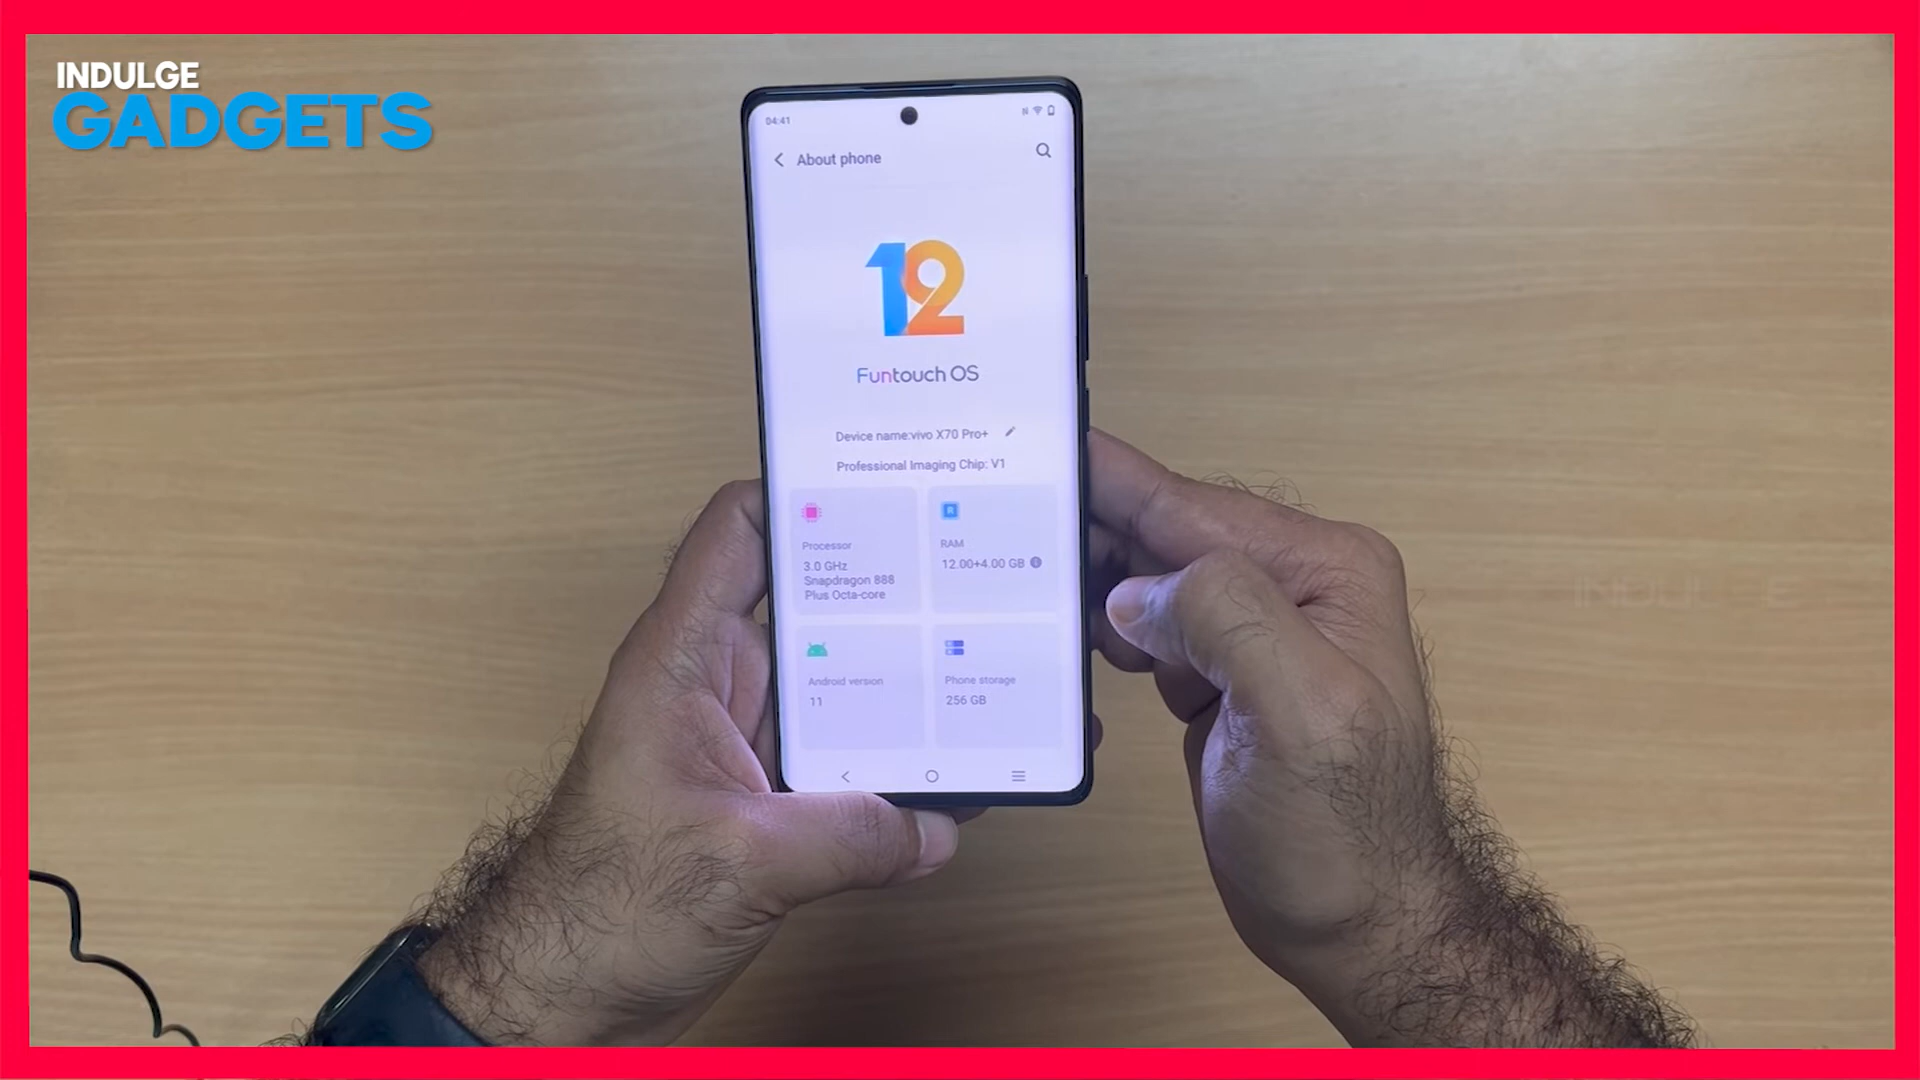 INDULGE
GADGETS
04:41
About phone
12
Funtouch OS
Device name:vivo X70 Pro+
Professional Imaging Chip: V1
Processor
3.0 GHz
Snapdragon 888
Plus Octa-core
R
RAM
12.00+4.00 GB
Android version
11
Phone storage
256 GB
INDULGE